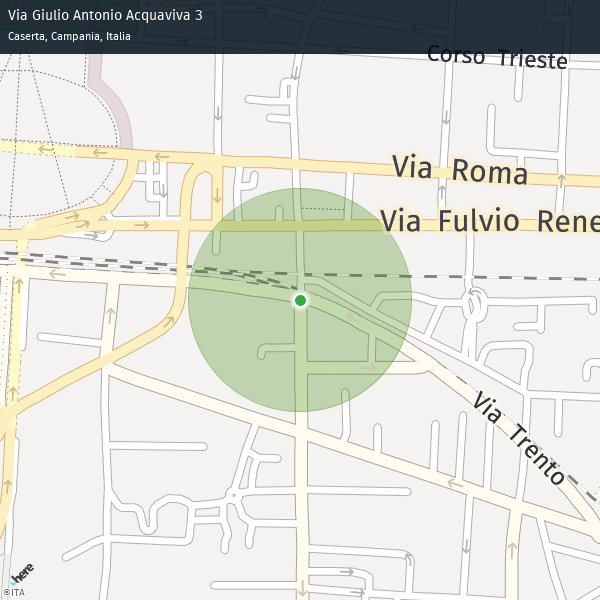 Via Giulio Antonio Acquaviva 3
Caserta, Campania, Italia
Corso Trieste
Via Roma
Via Fulvio Rene
Via Trento
here
©ITA